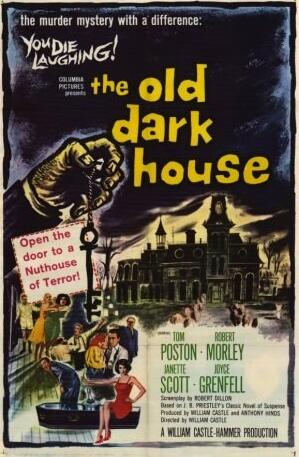 the murder mystery with a difference:
YOU DIE
LAUGHING!
COLUMBIA
PICTURES
presents
the old
dark
house
Open the
door to a
Nuthouse
of Terror!
starring
TOM
POSTON ·
ROBERT
MORLEY
JANETTE
SCOTT ·
JOYCE
GRENFELL
Screenplay by ROBERT DILLON
Based on J. B. PRIESTLEY's Classic Novel of Suspense
Produced by WILLIAM CASTLE and ANTHONY HINDS
Directed by WILLIAM CASTLE
A WILLIAM CASTLE-HAMMER PRODUCTION